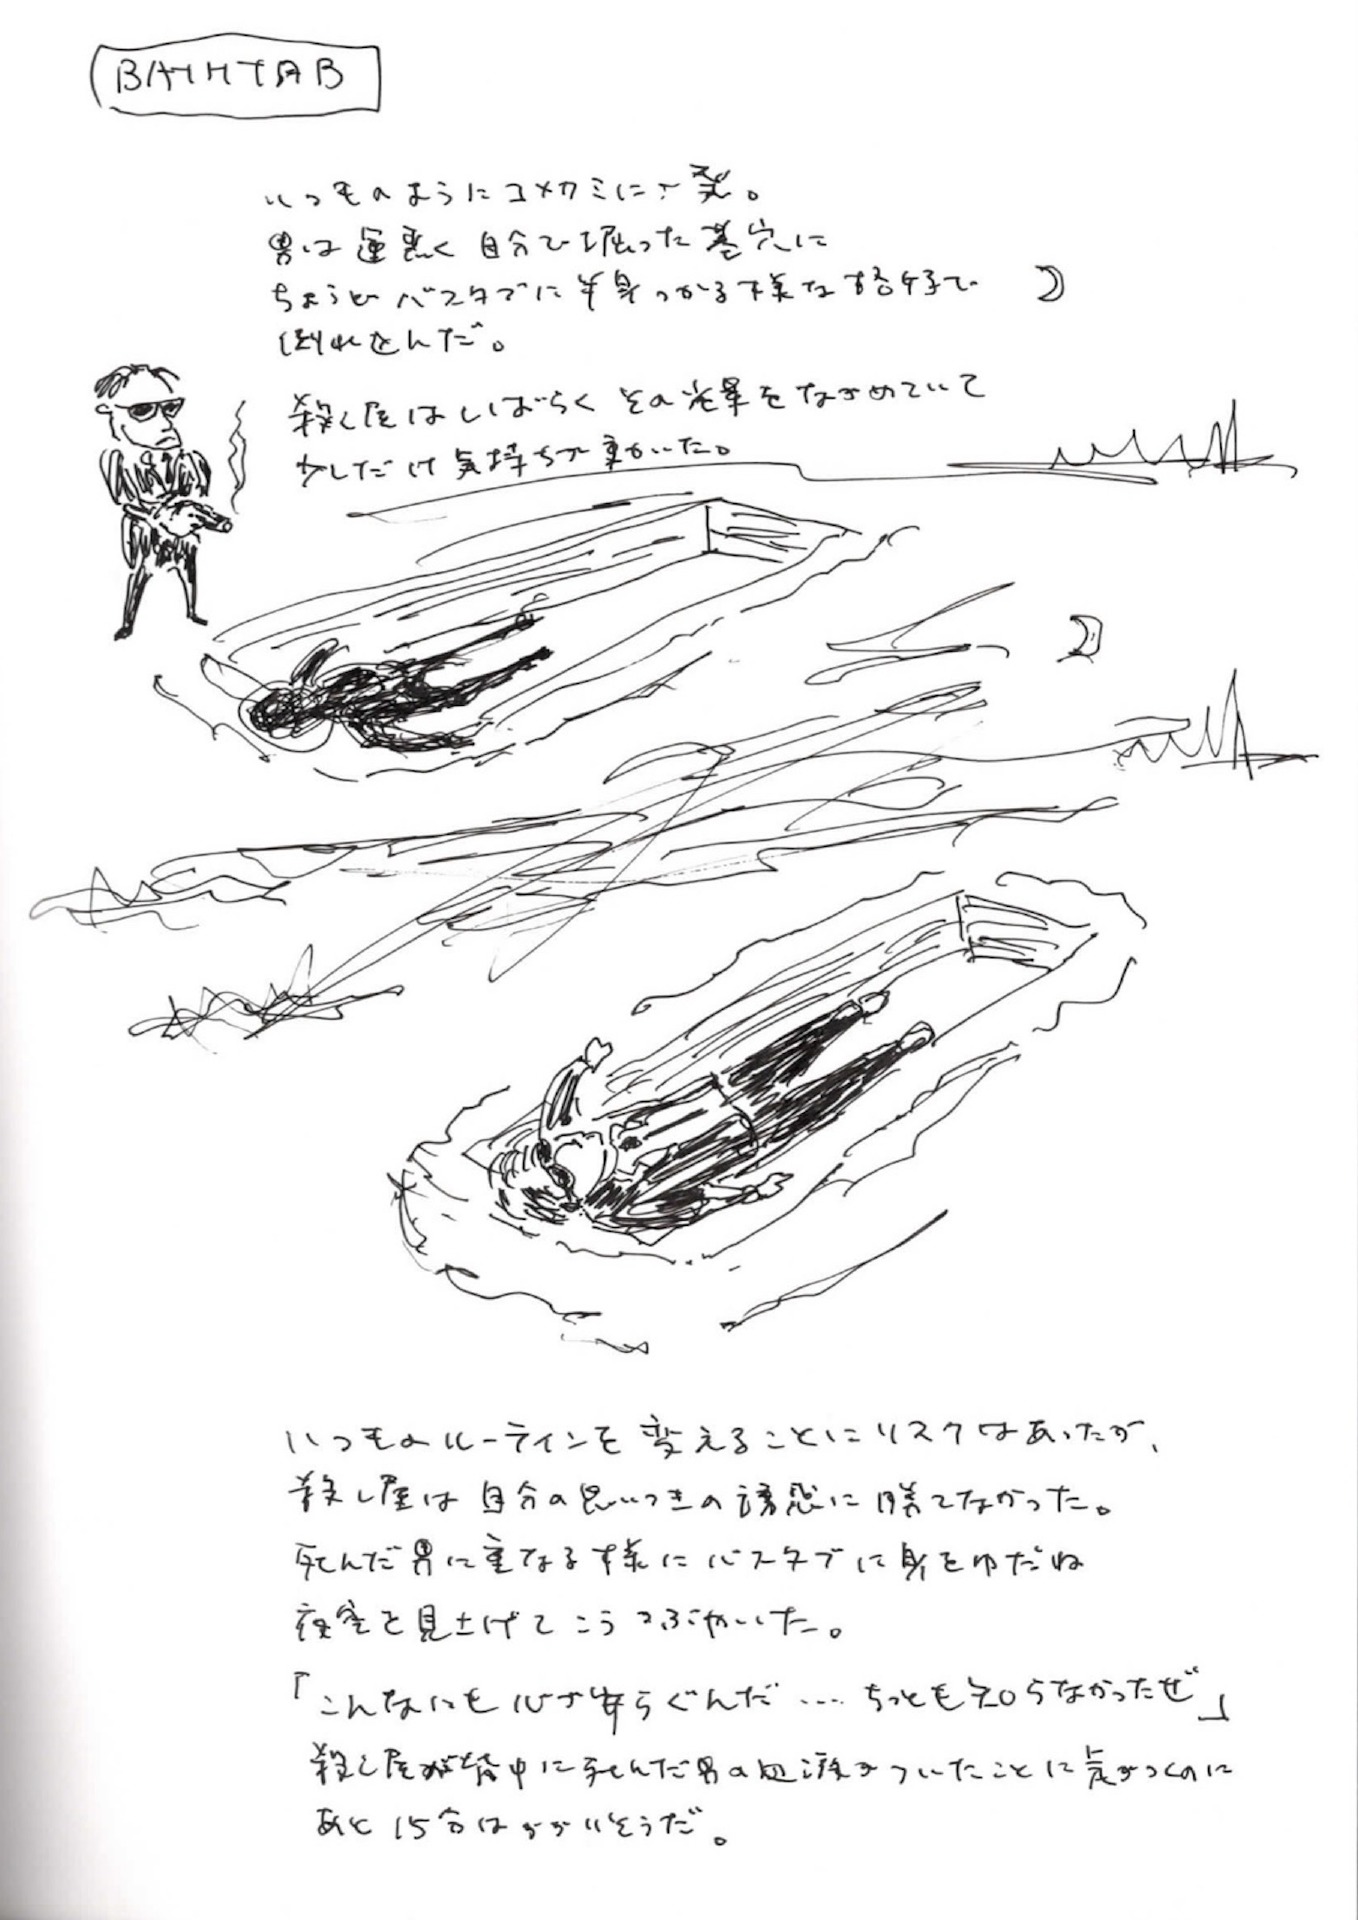 BATHTAB
いつものようにコメカミに一発。
男は運悪く自分で掘った墓穴に
ちょうどバスタブに半身つかる様な格好で
倒れこんだ。
殺し屋はしばらくその光景をながめていて
少しだけ気持ちが動いた。
いつものルーティンを変えることにリスクはあったが、
殺し屋は自分の思いつきの誘惑に勝てなかった。
死んだ男に重なる様にバスタブに身をゆだね
夜空を見上げてこうつぶやいた。
「こんなにも心が安らぐんだ……ちっとも知らなかったぜ」
殺し屋が背中に死んだ男の血液がついたことに気がつくのに
あと15分はかかりそうだ。